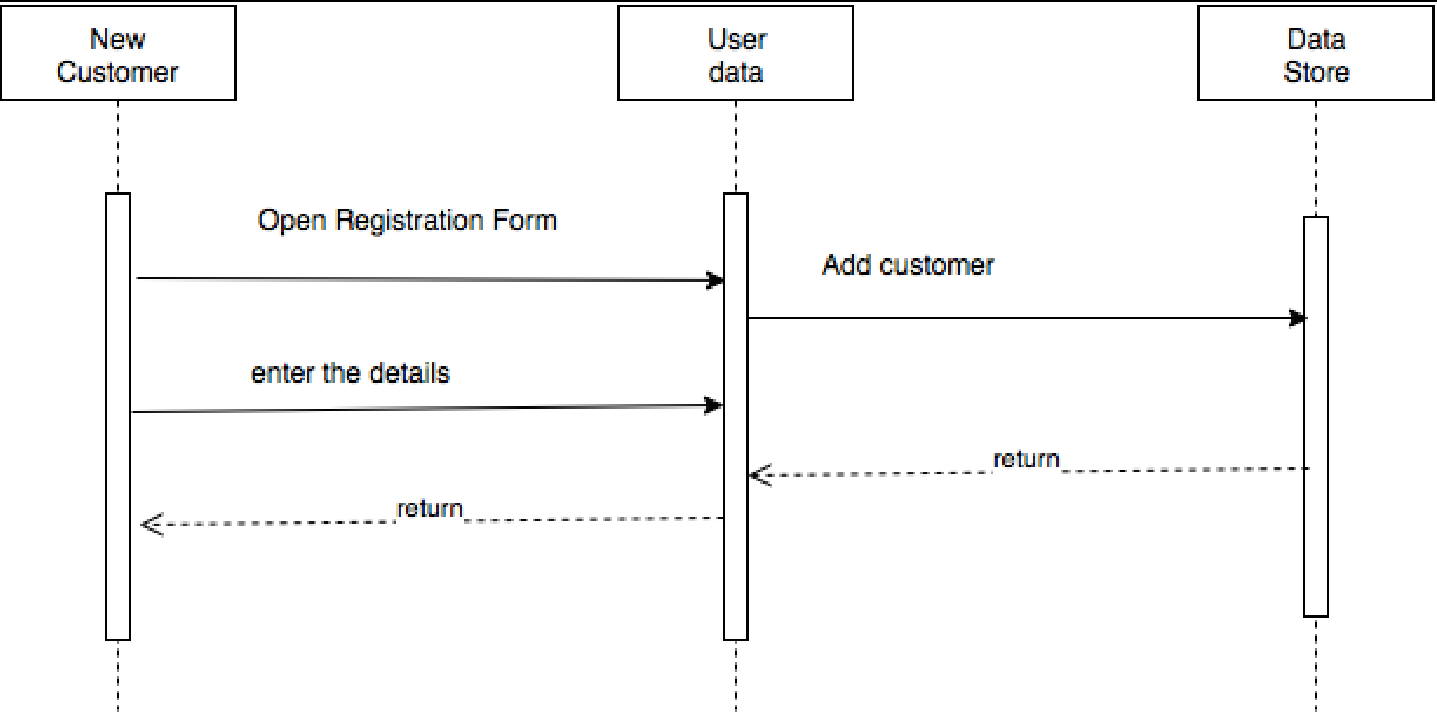 New
Customer
User
data
Data
Store
Open Registration Form
Add customer
enter the details
return
return